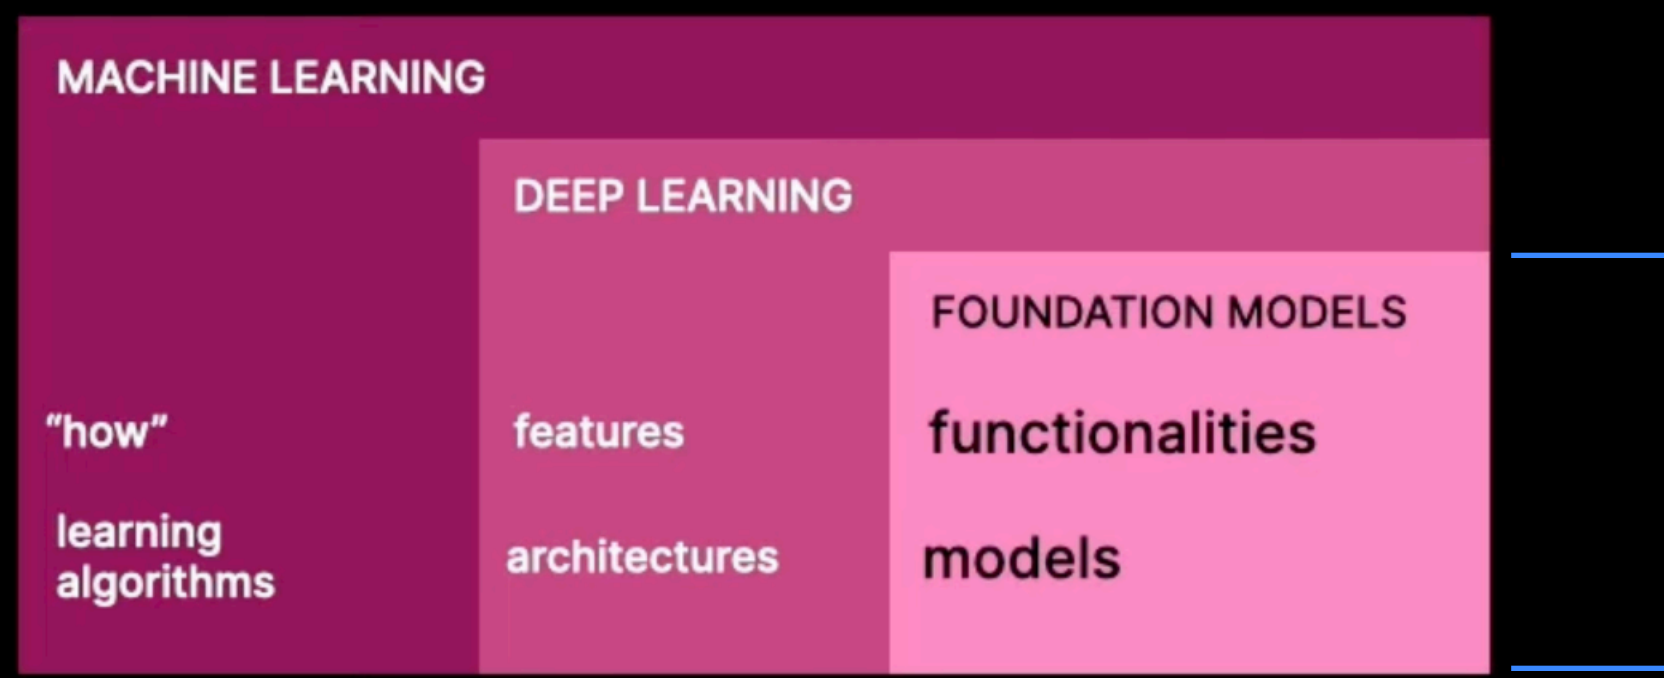 MACHINE LEARNING
DEEP LEARNING
FOUNDATION MODELS
“how”
features
functionalities
learning
algorithms
architectures
models